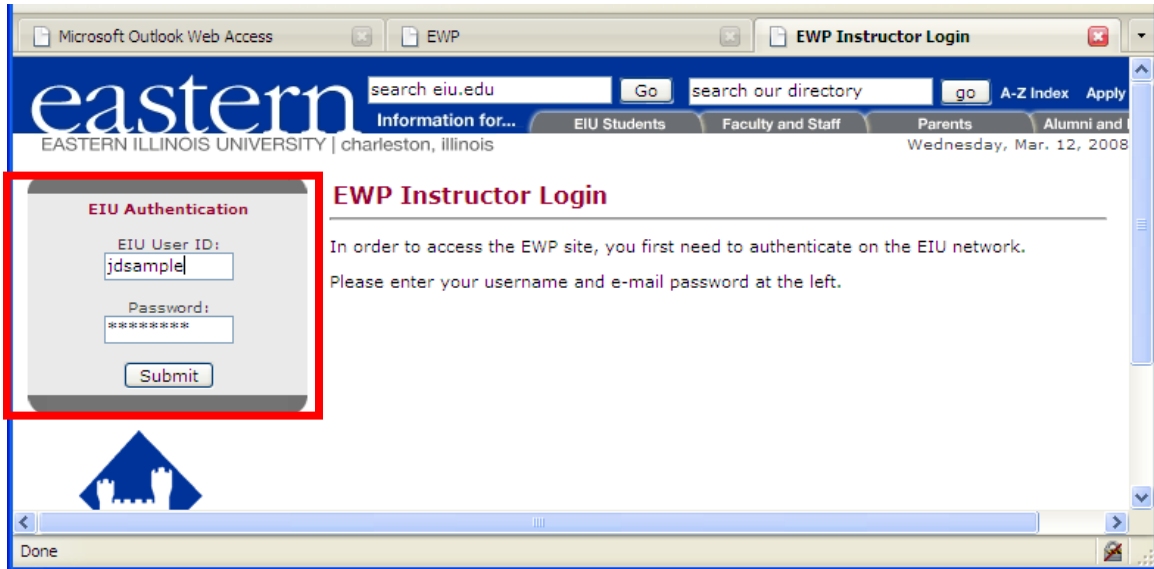 Microsoft Outlook Web Access EWP EWP Instructor Login
eastern search eiu.edu Go search our directory go A-Z Index Apply
Information for... EIU Students Faculty and Staff Parents Alumni and
EASTERN ILLINOIS UNIVERSITY | charleston, illinois Wednesday, Mar. 12, 2008
EIU Authentication
EIU User ID:
jdsample
Password:
********
Submit
EWP Instructor Login
In order to access the EWP site, you first need to authenticate on the EIU network.
Please enter your username and e-mail password at the left.
Done